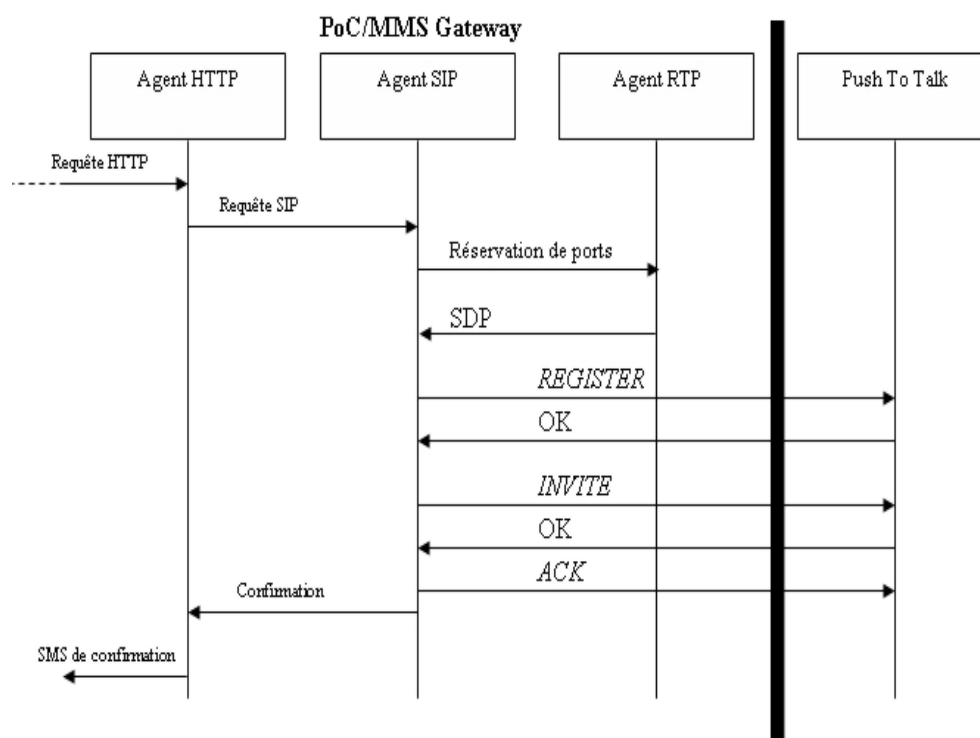 PoC/MMS Gateway
Agent HTTP
Agent SIP
Agent RTP
Push To Talk
Requête HTTP
Requête SIP
Réservation de ports
SDP
REGISTER
OK
INVITE
OK
ACK
Confirmation
SMS de confirmation